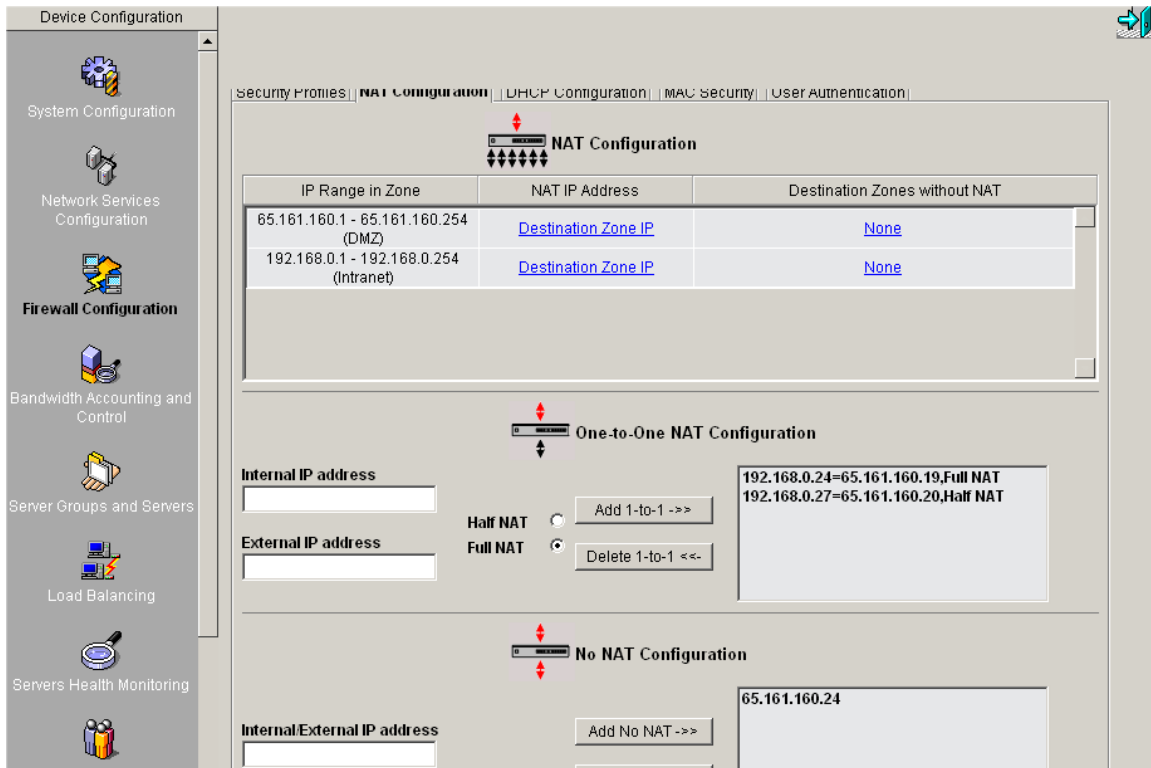 Device Configuration
System Configuration
Network Services
Configuration
Firewall Configuration
Bandwidth Accounting and
Control
Server Groups and Servers
Load Balancing
Servers Health Monitoring
Security Profiles NAT Configuration DHCP Configuration MAC Security User Authentication
NAT Configuration
IP Range in Zone NAT IP Address Destination Zones without NAT
65.161.160.1 - 65.161.160.254
(DMZ)
Destination Zone IP None
192.168.0.1 - 192.168.0.254
(Intranet)
Destination Zone IP None
One-to-One NAT Configuration
Internal IP address
External IP address
Half NAT
Full NAT
Add 1-to-1 ->>
Delete 1-to-1 <<-
192.168.0.24=65.161.160.19,Full NAT
192.168.0.27=65.161.160.20,Half NAT
No NAT Configuration
Internal/External IP address
Add No NAT ->>
65.161.160.24